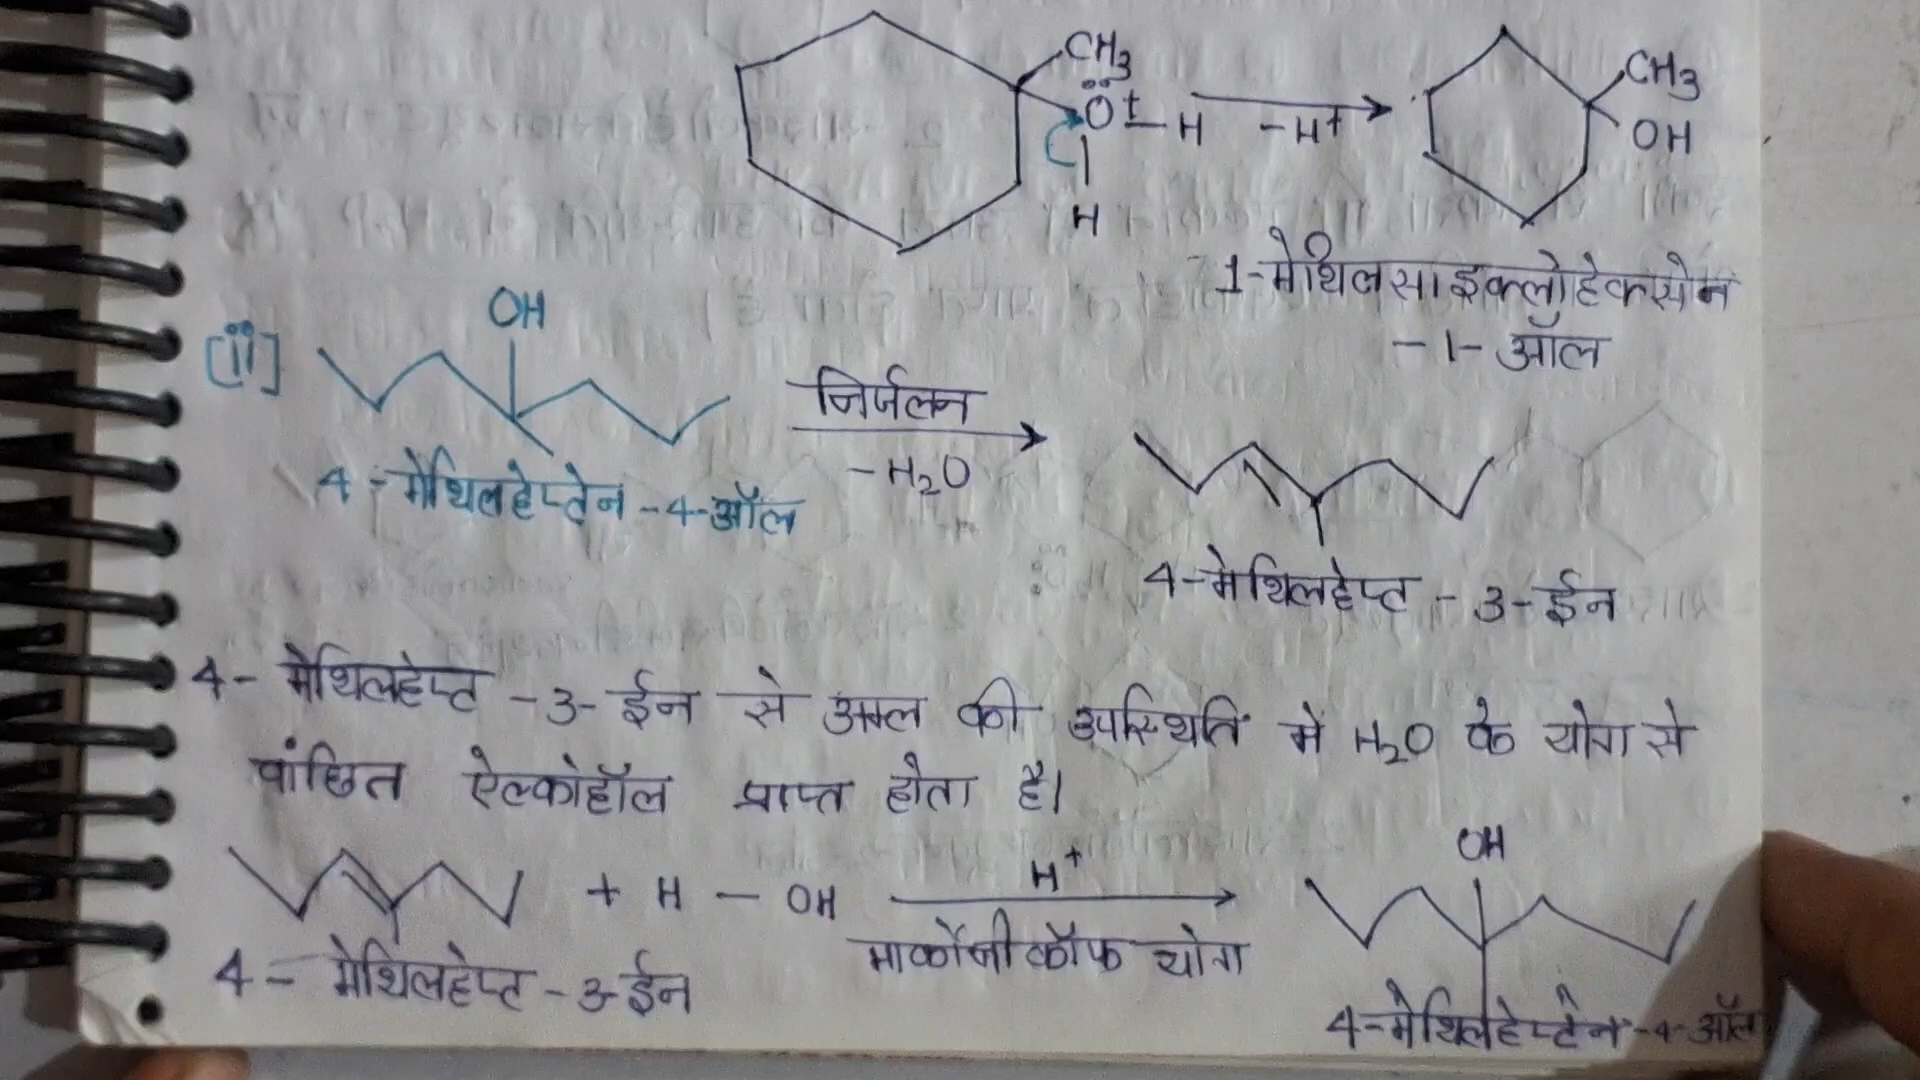 CH3
Ö+ – H
H
-H+
CH3
OH
1-मेथिलसाइक्लोहेक्सेन
- 1- ऑल
[ii]
OH
4 - मेथिलहेप्टेन -4-ऑल
निर्जलन
- H2O
4-मेथिलहेप्ट - 3-ईन
4- मेथिलहेप्ट -3- ईन से अम्ल की उपस्थिति में H2O के योग से
वांछित ऐल्कोहॉल प्राप्त होता है।
+ H - OH
H+
मार्कोनीकॉफ योग
OH
4 - मेथिलहेप्ट -3-ईन
4-मेथिलहेप्टेन-4-ऑल